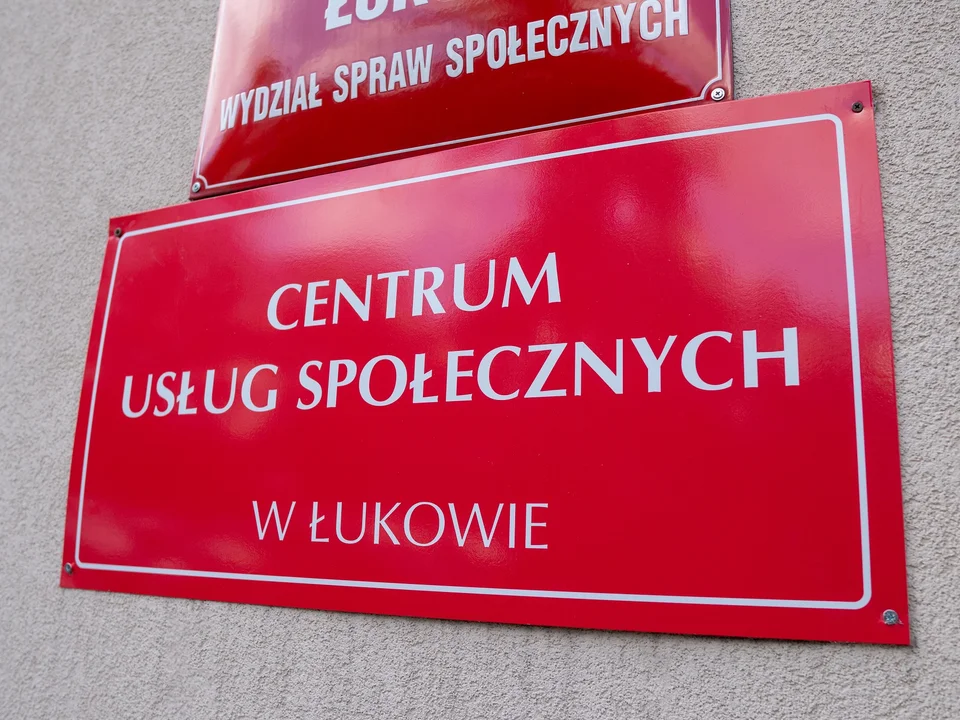 WYDZIAŁ SPRAW SPOŁECZNYCH
CENTRUM
USŁUG SPOŁECZNYCH
W ŁUKOWIE